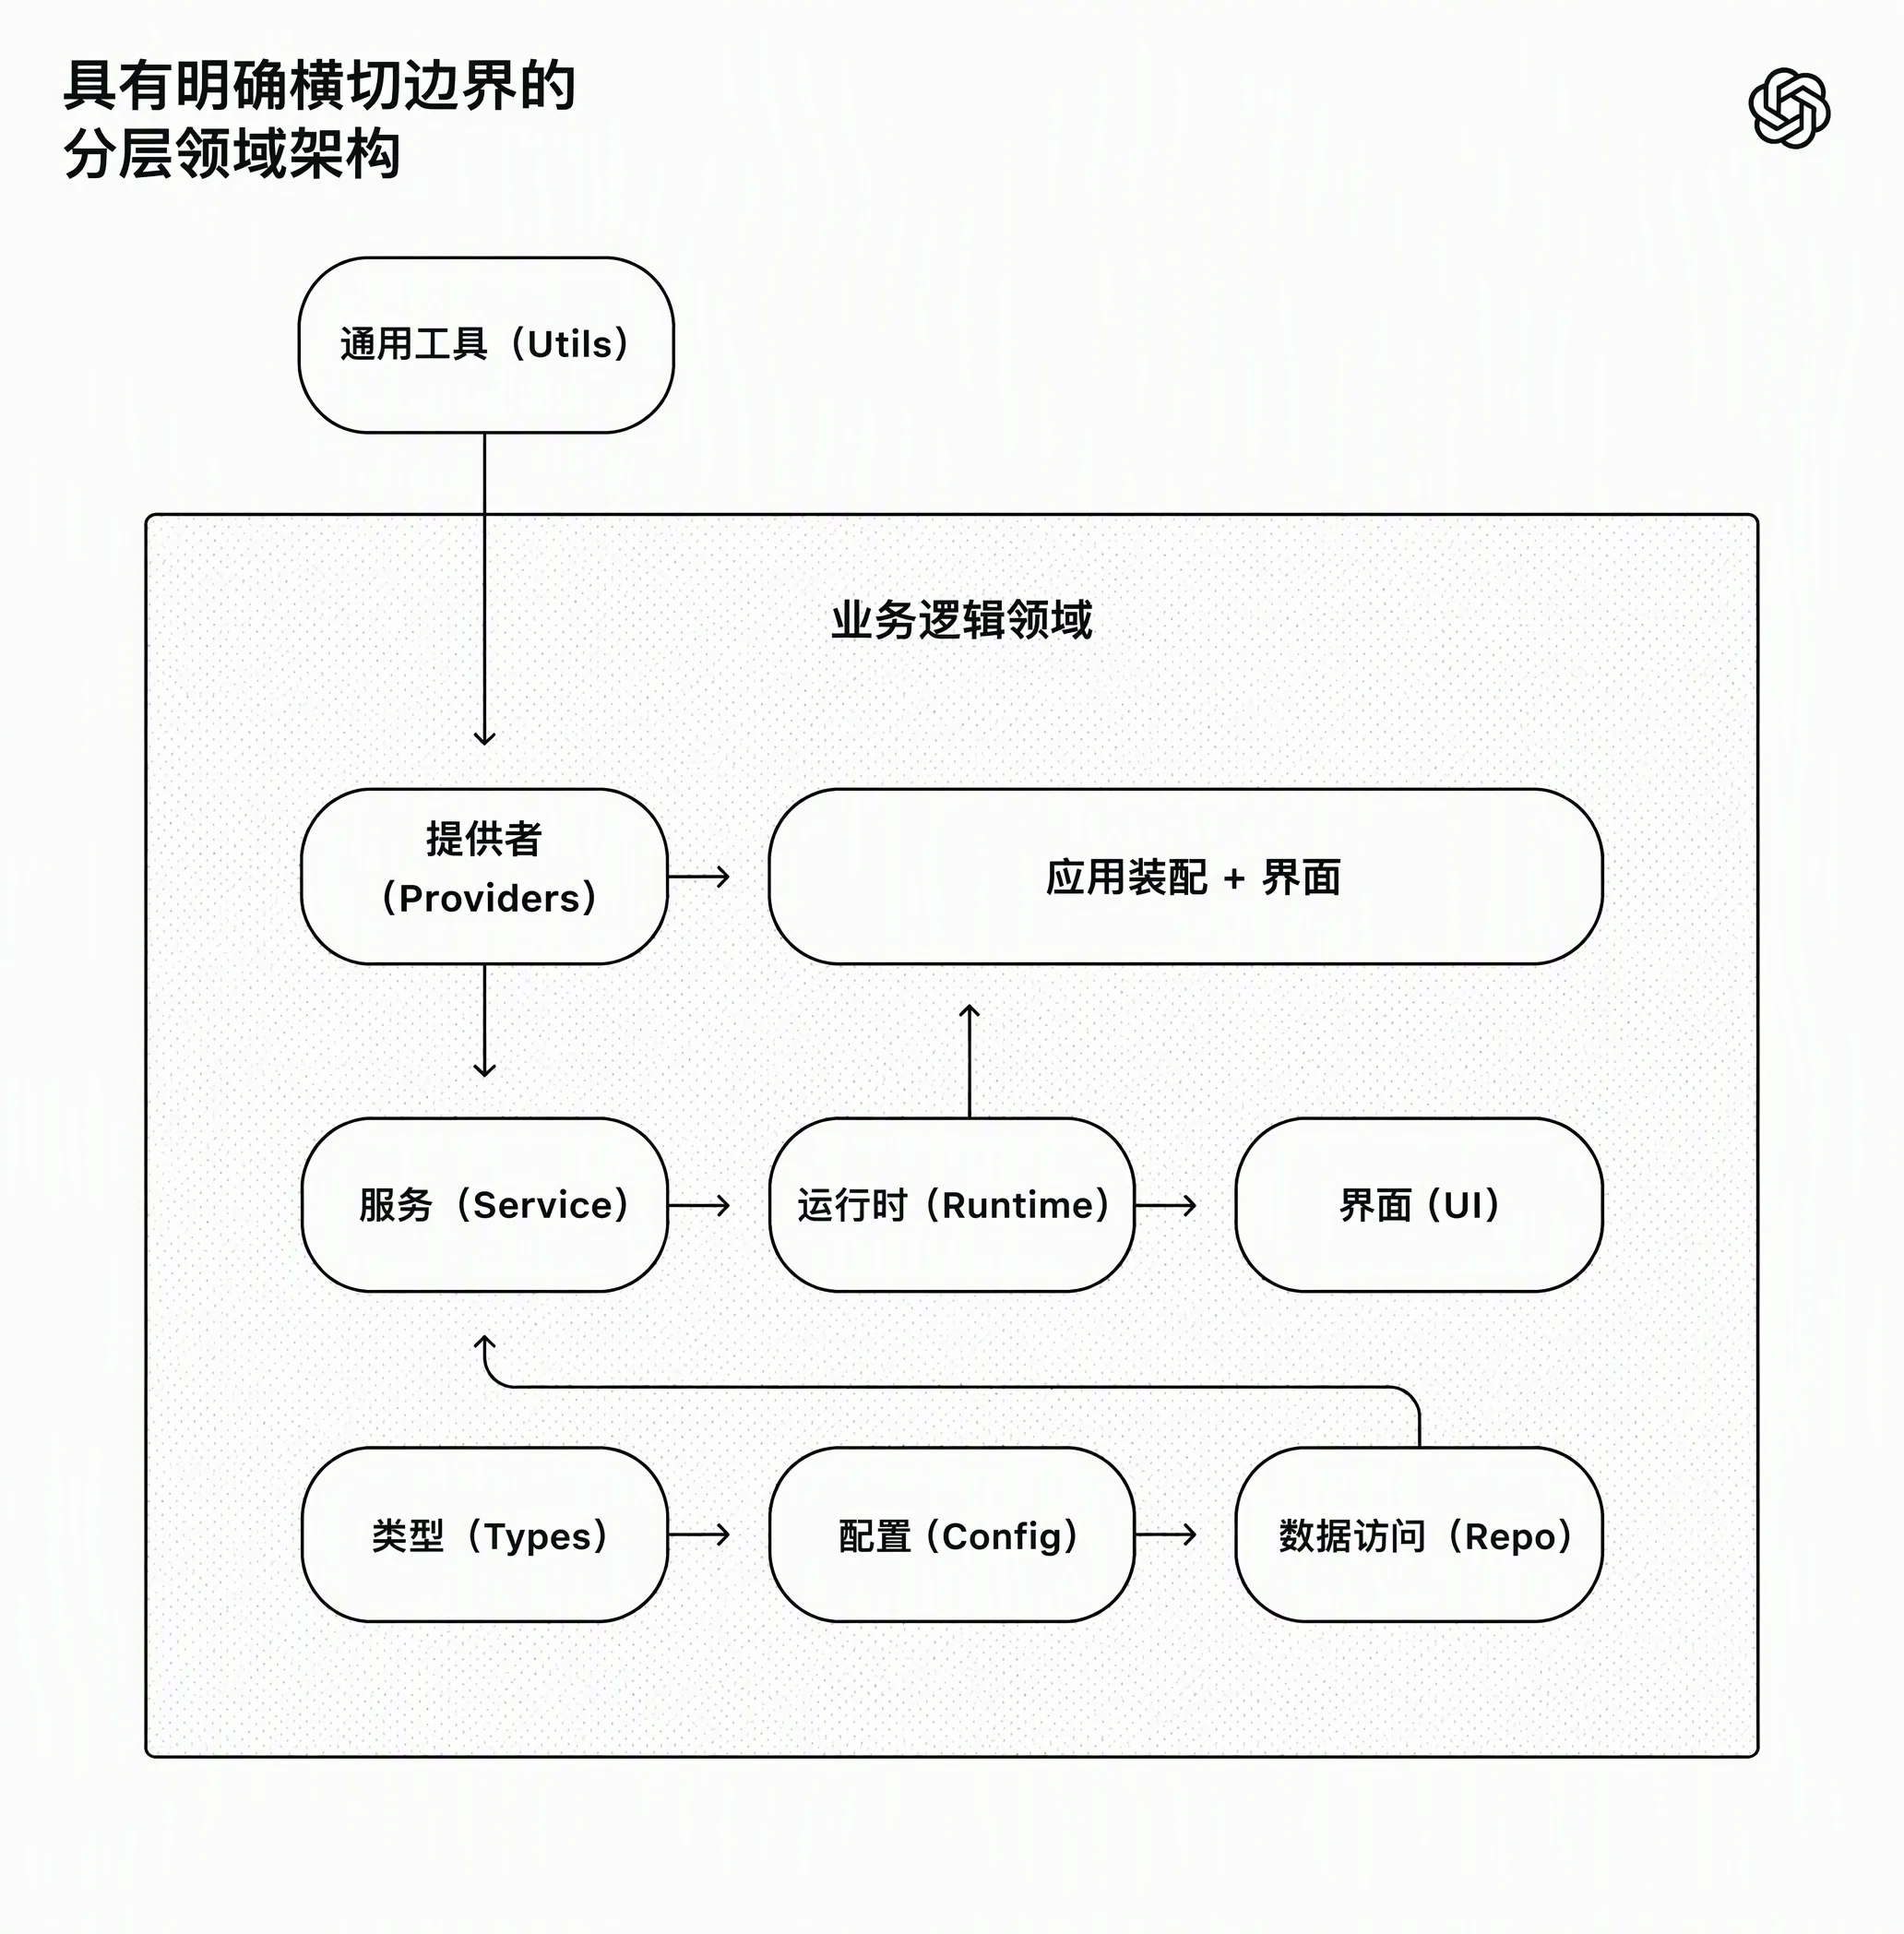 具有明确横切边界的
分层领域架构
通用工具（Utils）
业务逻辑领域
提供者
（Providers）
应用装配 + 界面
服务（Service）
运行时（Runtime）
界面（UI）
类型（Types）
配置（Config）
数据访问（Repo）